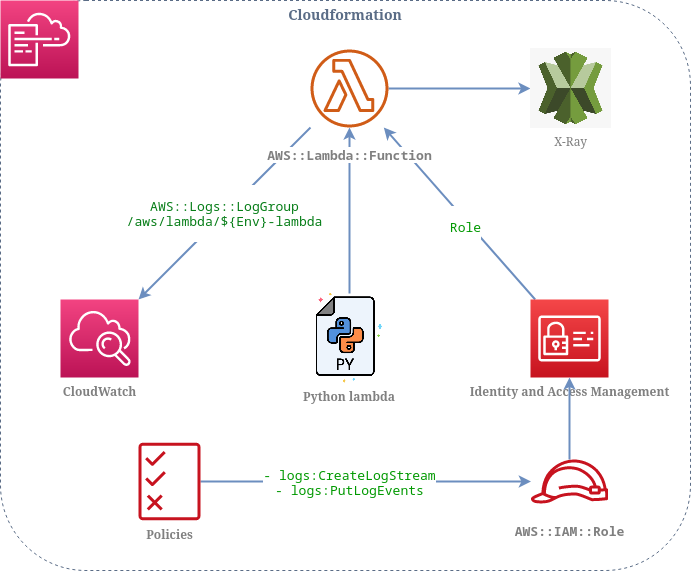 Cloudformation
X-Ray
AWS::Lambda::Function
AWS::Logs::LogGroup
/aws/lambda/${Env}-lambda
Role
PY
CloudWatch
Python lambda
Identity and Access Management
- logs:CreateLogStream
- logs:PutLogEvents
Policies
AWS::IAM::Role